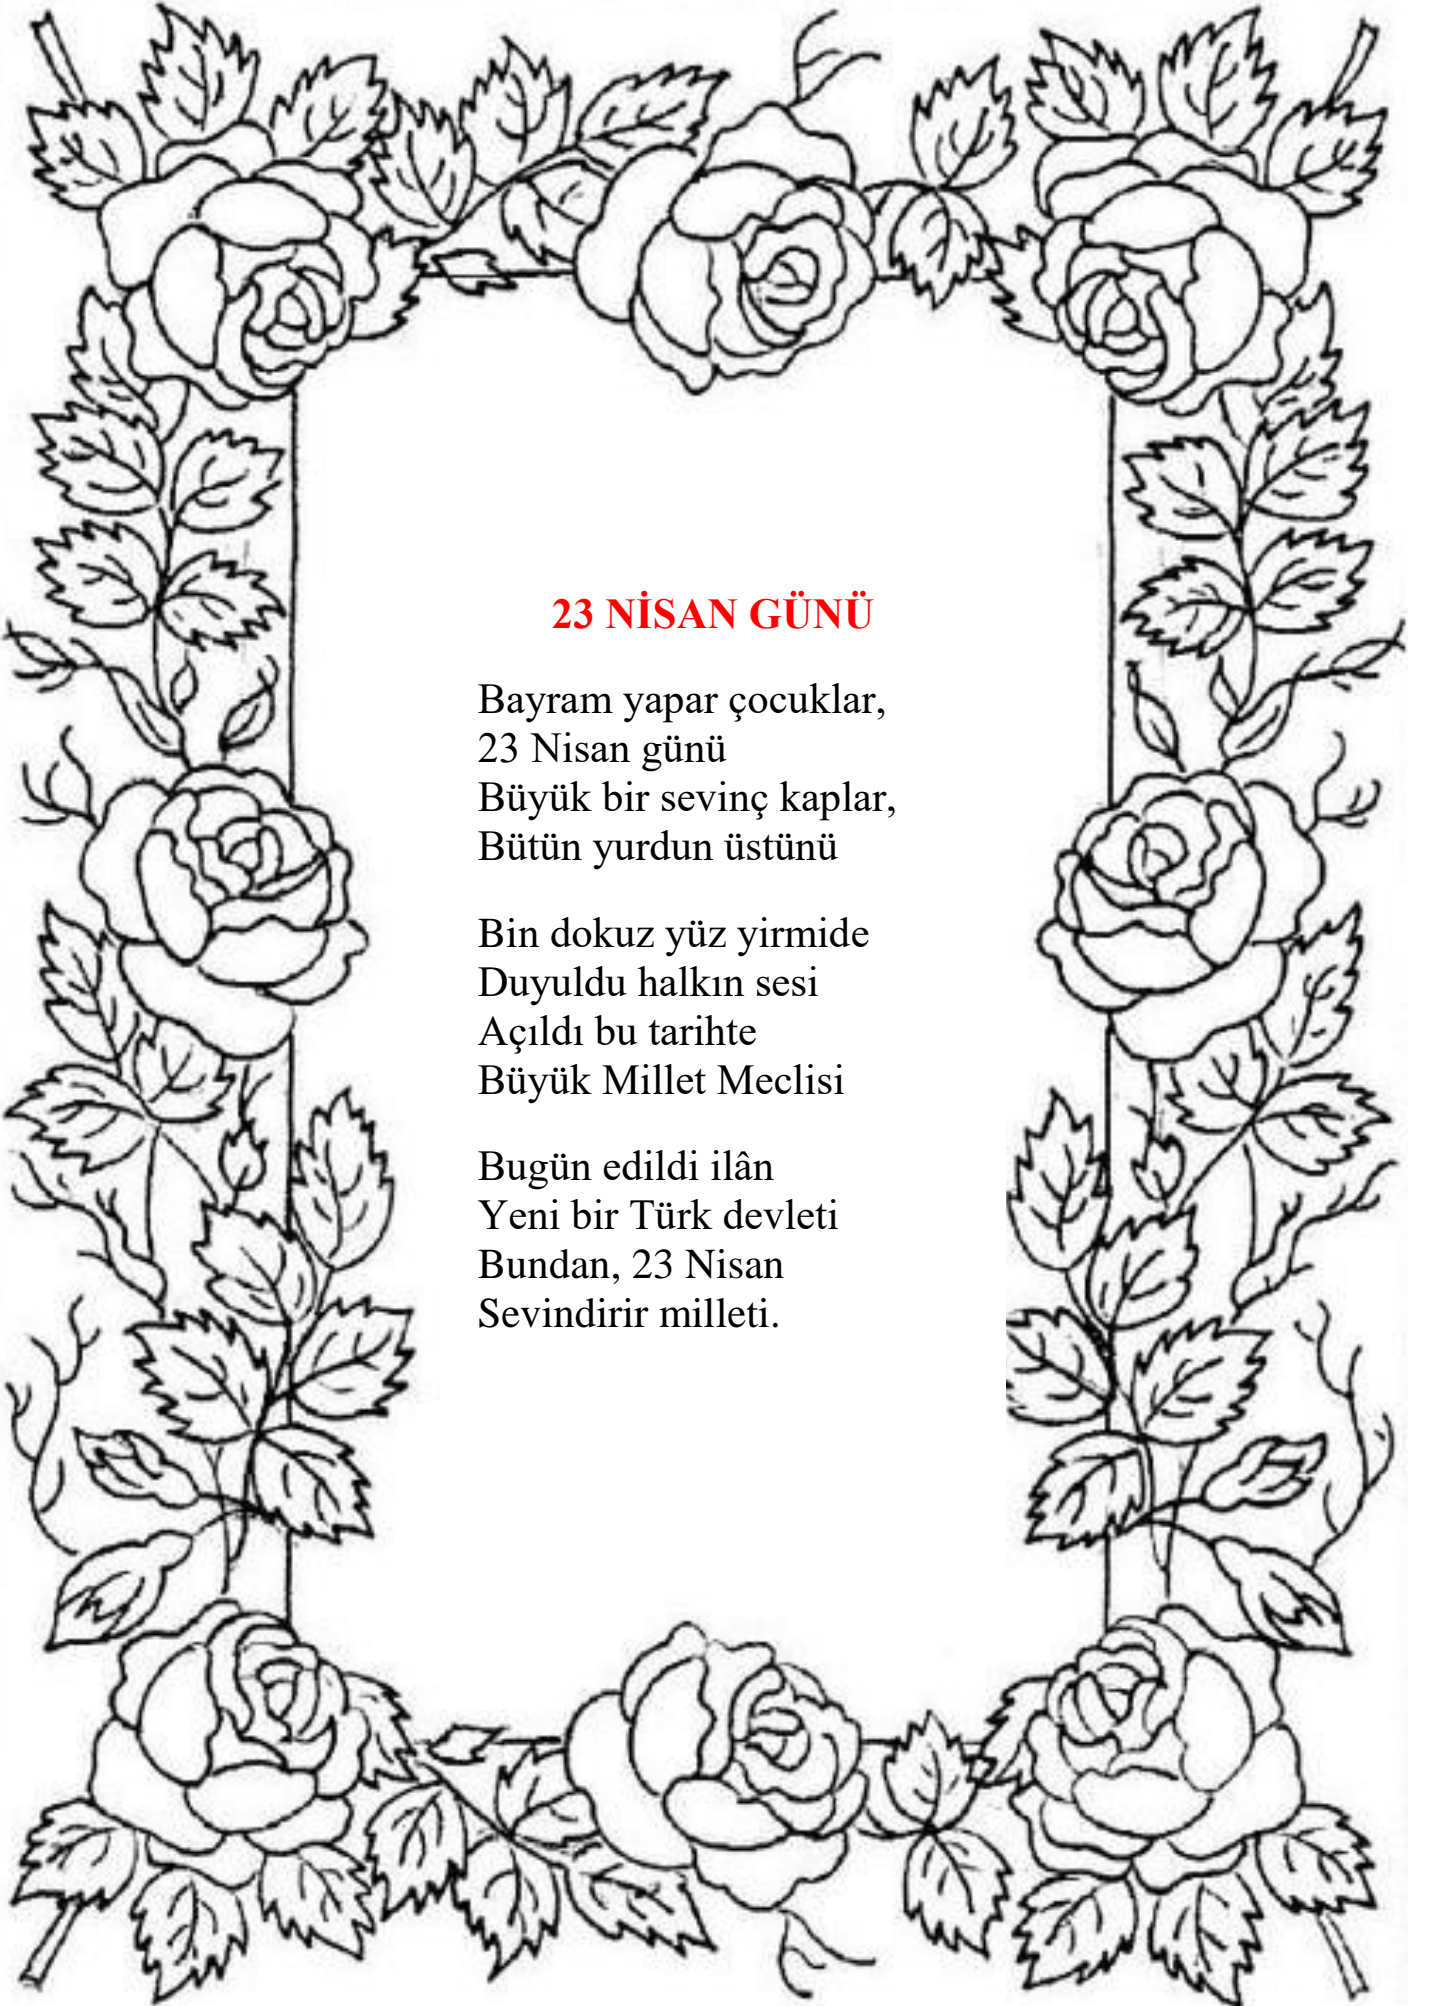 23 NİSAN GÜNÜ
Bayram yapar çocuklar,
23 Nisan günü
Büyük bir sevinç kaplar,
Bütün yurdun üstünü
Bin dokuz yüz yirmide
Duyuldu halkın sesi
Açıldı bu tarihte
Büyük Millet Meclisi
Bugün edildi ilân
Yeni bir Türk devleti
Bundan, 23 Nisan
Sevindirir milleti.